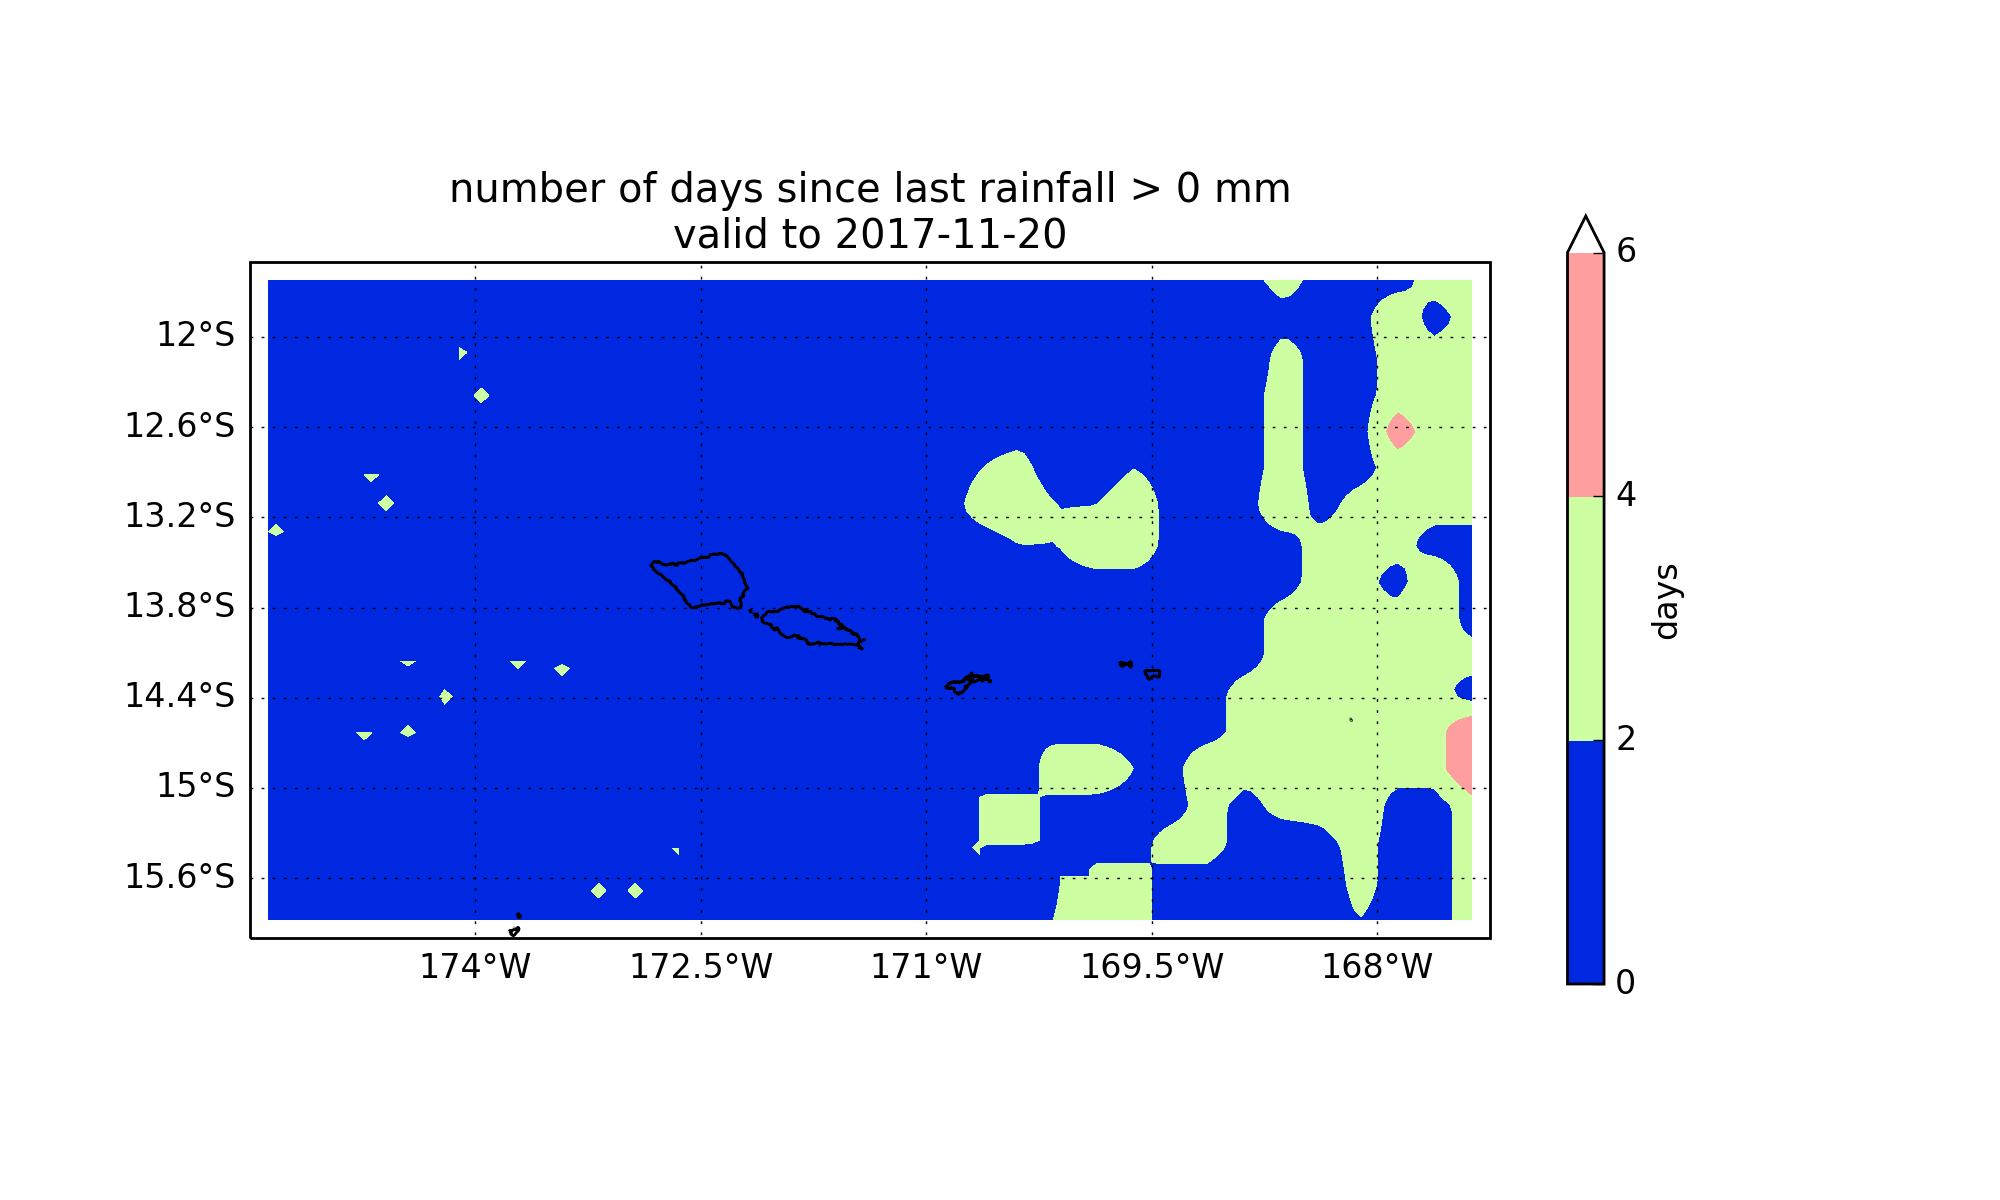 number of days since last rainfall > 0 mm
valid to 2017-11-20
12°S
12.6°S
13.2°S
13.8°S
14.4°S
15°S
15.6°S
174°W 172.5°W 171°W 169.5°W 168°W
6
4
2
0
days